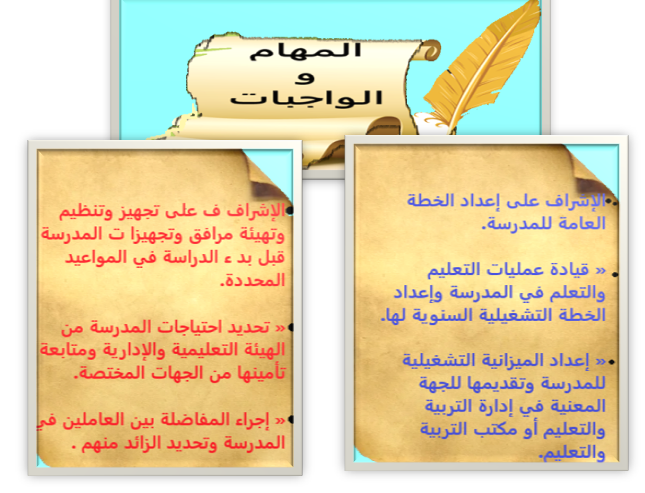 المهام
و
الواجبات
الإشراف على إعداد الخطة
العامة للمدرسة.
« قيادة عمليات التعليم
والتعلم في المدرسة وإعداد
الخطة التشغيلية السنوية لها.
« إعداد الميزانية التشغيلية
للمدرسة وتقديمها للجهة
المعنية في إدارة التربية
والتعليم أو مكتب التربية
والتعليم.
الإشراف ف على تجهيز وتنظيم
وتهيئة مرافق وتجهيزا ت المدرسة
قبل بد ء الدراسة في المواعيد
المحددة.
« تحديد احتياجات المدرسة من
الهيئة التعليمية والإدارية ومتابعة
تأمينها من الجهات المختصة.
« إجراء المفاضلة بين العاملين في
المدرسة وتحديد الزائد منهم .